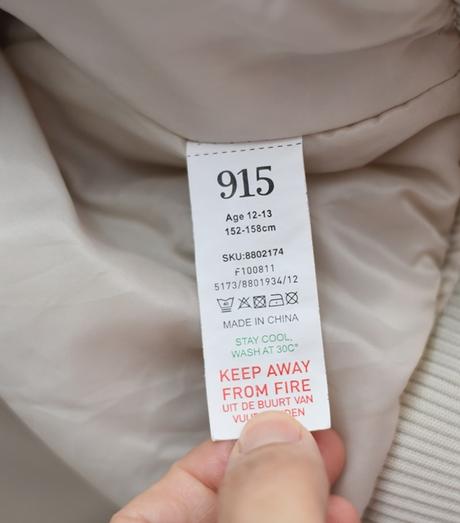 915
Age 12-13
152-158cm
SKU:8802174
F100811
5173/8801934/12
MADE IN CHINA
STAY COOL,
WASH AT 30C°
KEEP AWAY
FROM FIRE
UIT DE BUURT VAN